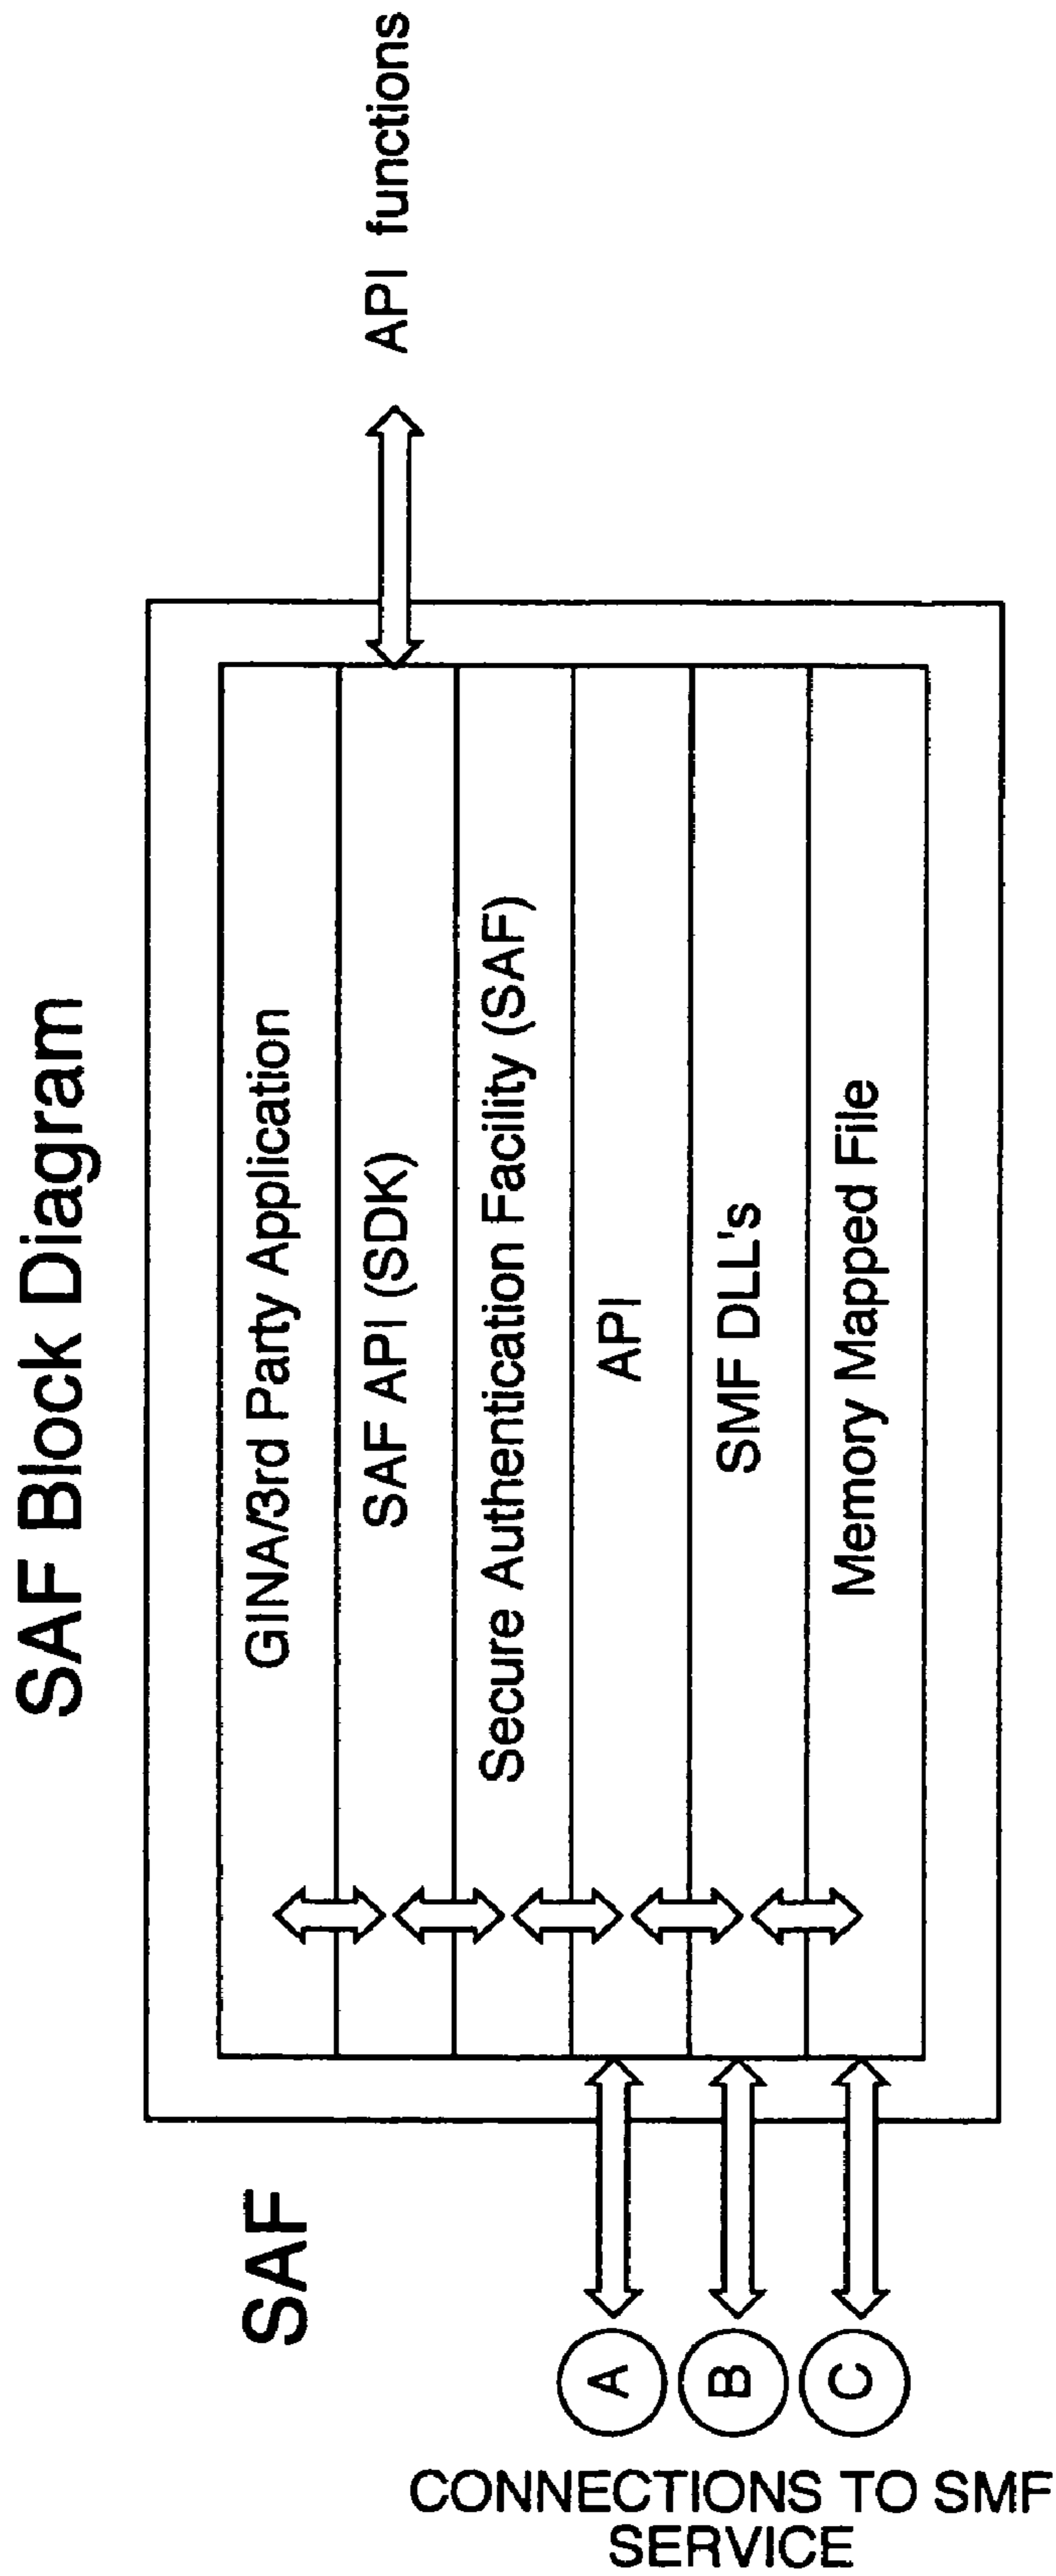 SAF Block Diagram
SAF
GINA/3rd Party Application
SAF API (SDK)
API functions
Secure Authentication Facility (SAF)
API
SMF DLL's
Memory Mapped File
A
B
C
CONNECTIONS TO SMF
SERVICE